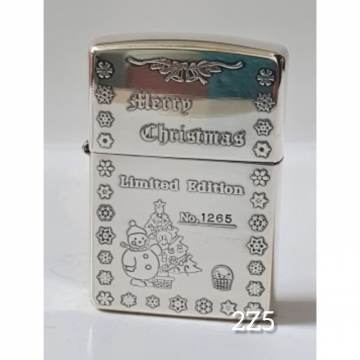 Merry
Christmas
Limited Edition
No.1265
2Z5